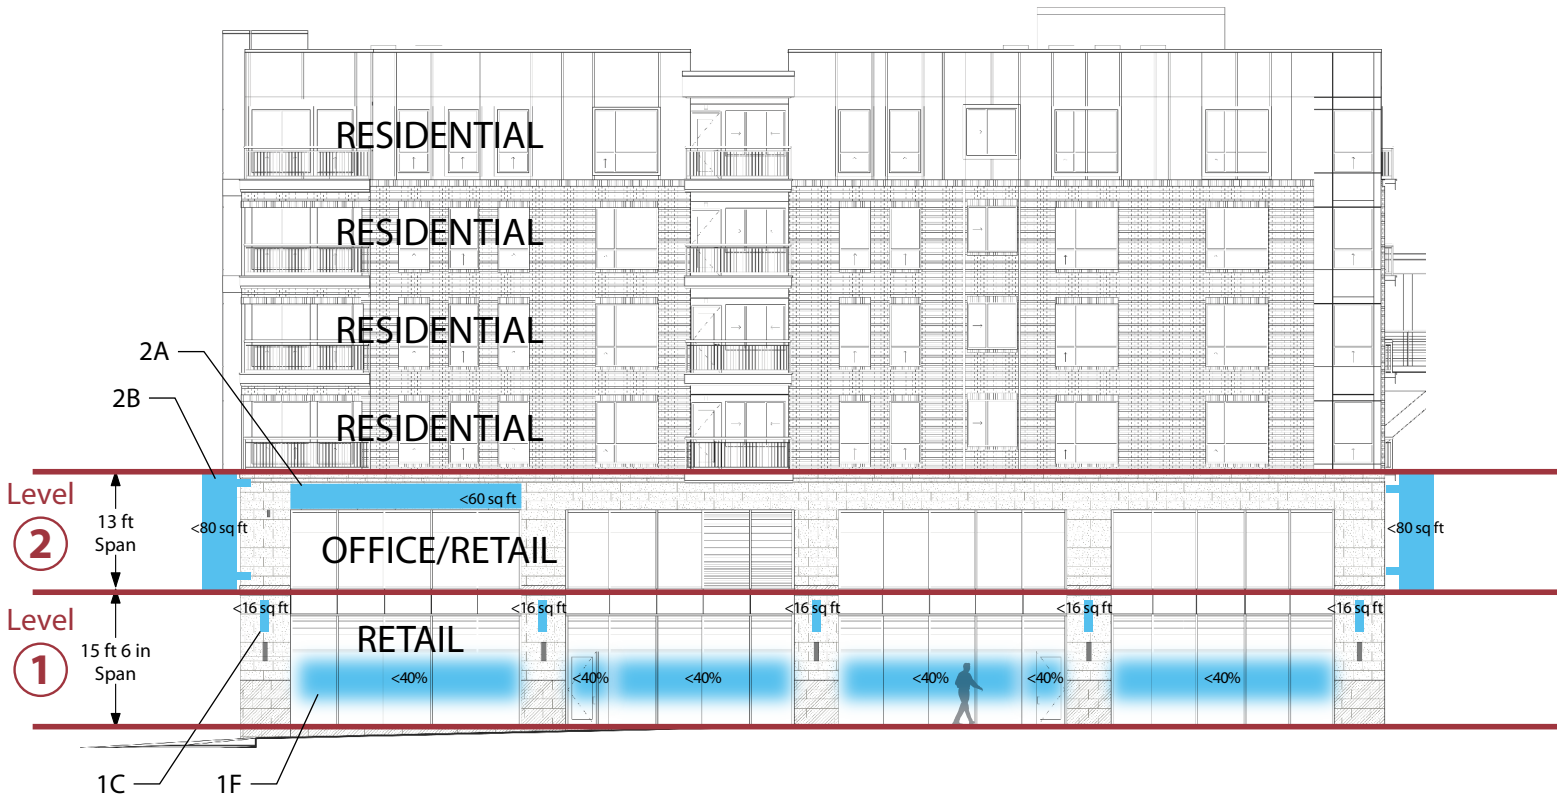 RESIDENTIAL
RESIDENTIAL
RESIDENTIAL
2A
2B
RESIDENTIAL
Level
2
13 ft
Span
<80 sq ft
<60 sq ft
<80 sq ft
OFFICE/RETAIL
Level
1
15 ft 6 in
Span
<16 sq ft
<16 sq ft
<16 sq ft
<16 sq ft
<16 sq ft
RETAIL
<40%
<40%
<40%
<40%
<40%
<40%
1C
1F